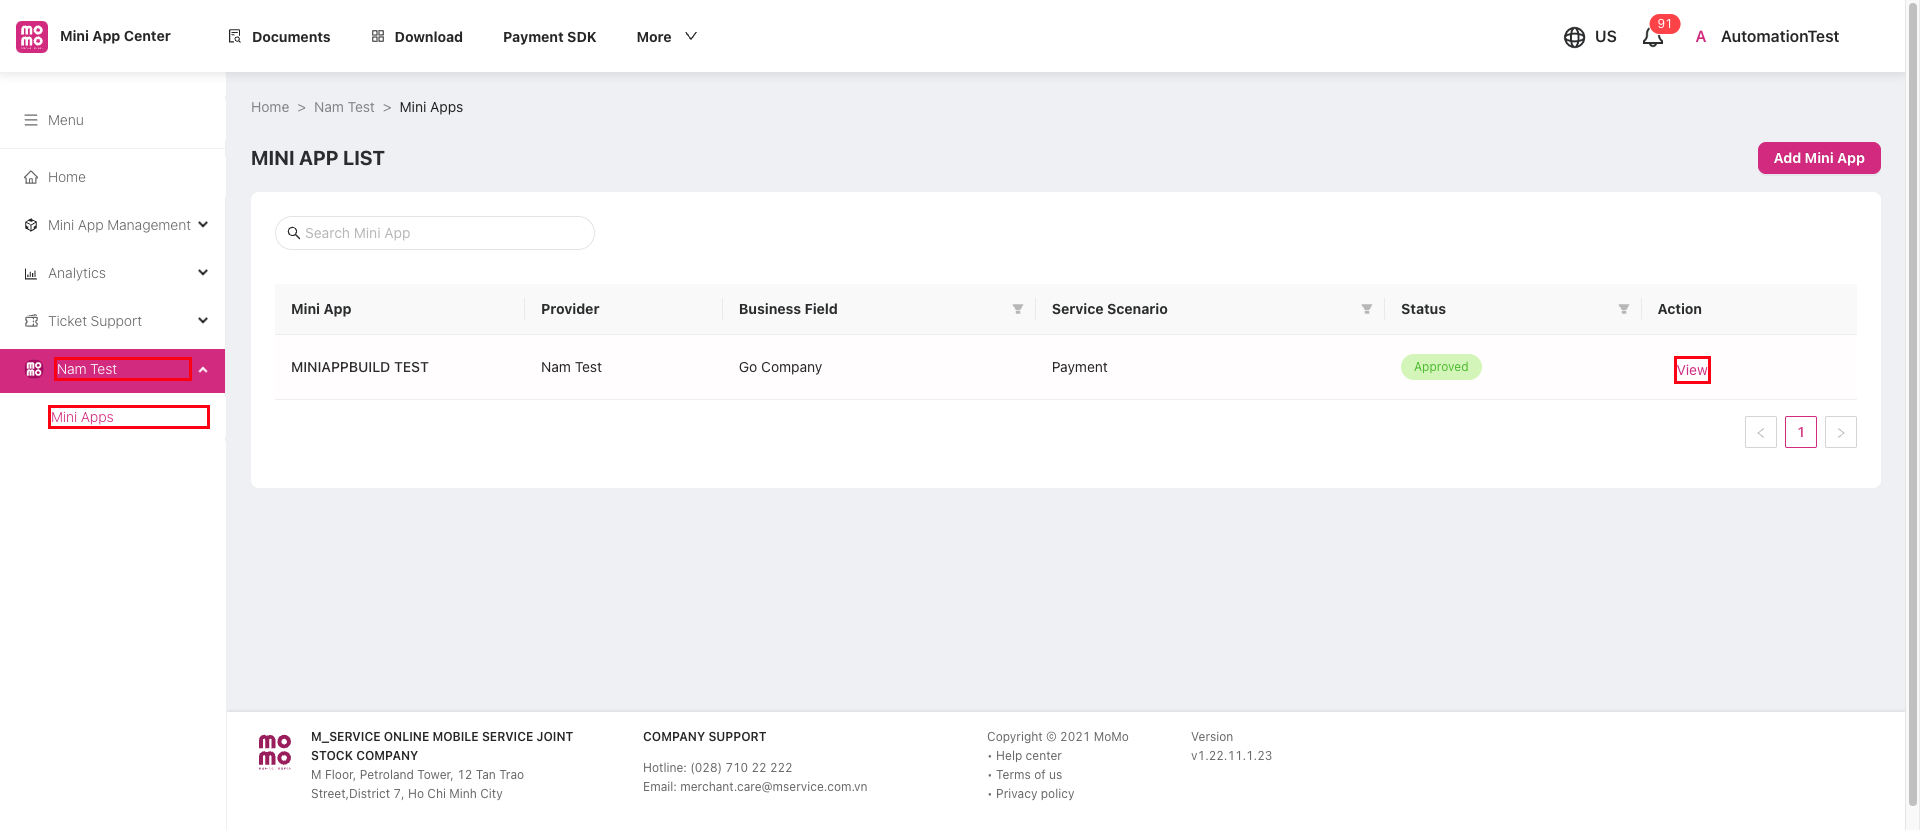 MOMO Mini App Center Documents Download Payment SDK More US 91 A AutomationTest
Menu
Home
Mini App Management
Analytics
Ticket Support
MOMO Nam Test
Mini Apps
Home > Nam Test > Mini Apps
MINI APP LIST
Add Mini App
Search Mini App
Mini App Provider Business Field Service Scenario Status Action
MINIAPPBUILD TEST Nam Test Go Company Payment Approved View
< 1 >
MOMO
M_SERVICE ONLINE MOBILE SERVICE JOINT
STOCK COMPANY
M Floor, Petroland Tower, 12 Tan Trao
Street,District 7, Ho Chi Minh City
COMPANY SUPPORT
Hotline: (028) 710 22 222
Email: merchant.care@mservice.com.vn
Copyright © 2021 MoMo
• Help center
• Terms of us
• Privacy policy
Version
v1.22.11.1.23